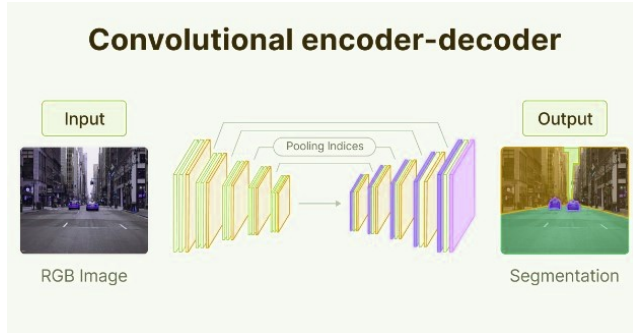 Convolutional encoder-decoder
Input
Pooling Indices
Output
RGB Image
Segmentation